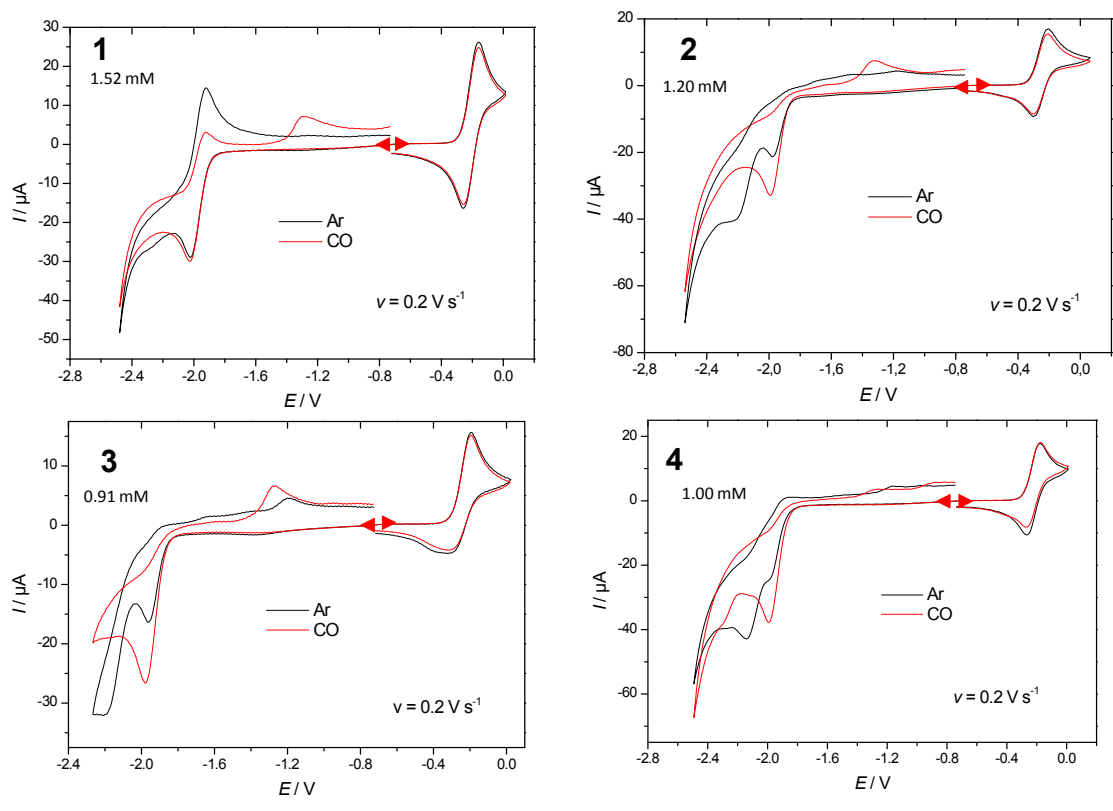 1
1.52 mM
30
20
10
0
-10
-20
-30
-40
-50
I / µA
Ar
CO
v = 0.2 V s-1
-2.8 -2.4 -2.0 -1.6 -1.2 -0.8 -0.4 0.0
E / V
2
1.20 mM
20
0
-20
-40
-60
-80
I / µA
Ar
CO
v = 0.2 V s-1
-2,8 -2,4 -2,0 -1,6 -1,2 -0,8 -0,4 0,0
E / V
3
0.91 mM
10
0
-10
-20
-30
I / µA
Ar
CO
v = 0.2 V s-1
-2.4 -2.0 -1.6 -1.2 -0.8 -0.4 0.0
E / V
4
1.00 mM
20
0
-20
-40
-60
I / µA
Ar
CO
v = 0.2 V s-1
-2.8 -2.4 -2.0 -1.6 -1.2 -0.8 -0.4 0.0
E / V